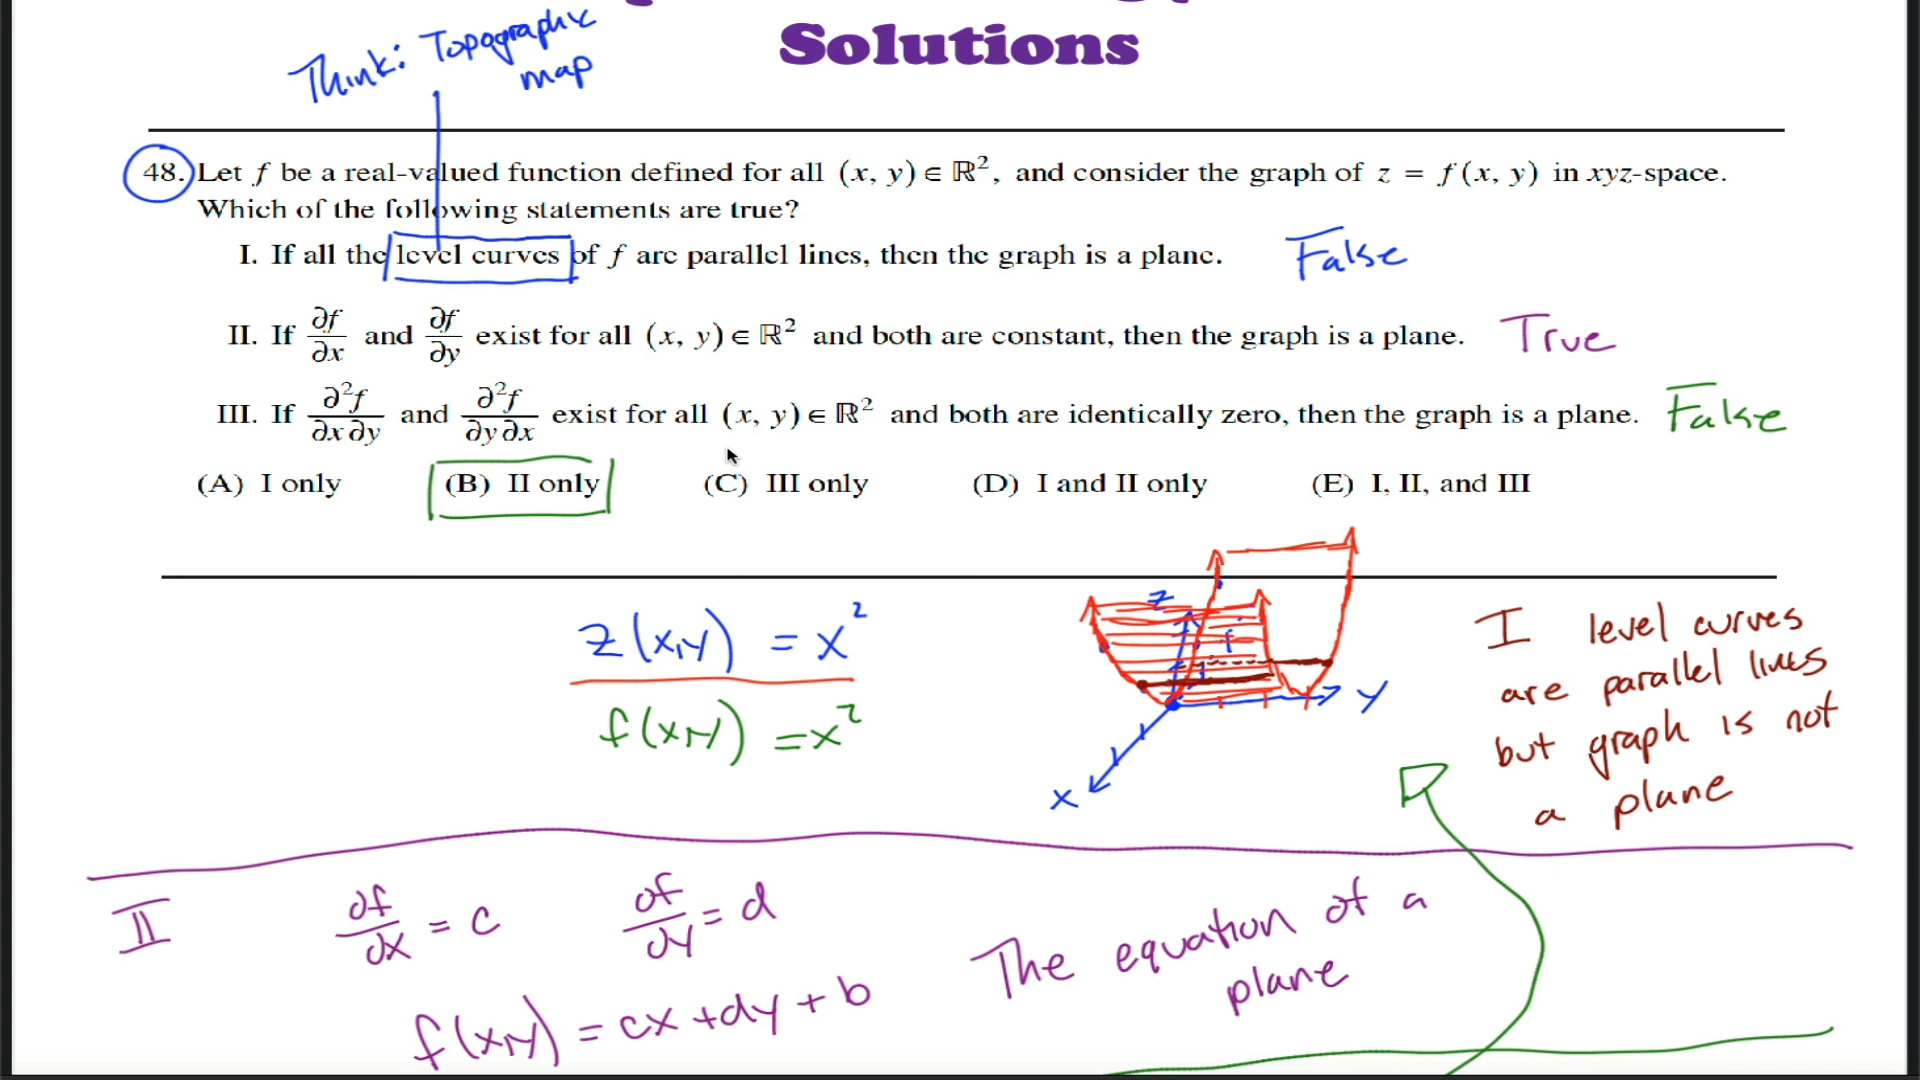 Solutions
Think: Topographic
map
48. Let f be a real-valued function defined for all (x, y) ∈ ℝ², and consider the graph of z = f(x, y) in xyz-space.
Which of the following statements are true?
I. If all the level curves of f are parallel lines, then the graph is a plane. False
II. If ∂f/∂x and ∂f/∂y exist for all (x, y) ∈ ℝ² and both are constant, then the graph is a plane. True
III. If ∂²f/∂x∂y and ∂²f/∂y∂x exist for all (x, y) ∈ ℝ² and both are identically zero, then the graph is a plane. False
(A) I only (B) II only (C) III only (D) I and II only (E) I, II, and III
z(x,y) = x²
f(x,y) = x²
z
y
x
I level curves
are parallel lines
but graph is not
a plane
II ∂f/∂x = c ∂f/∂y = d
The equation of a
plane
f(x,y) = cx + dy + b